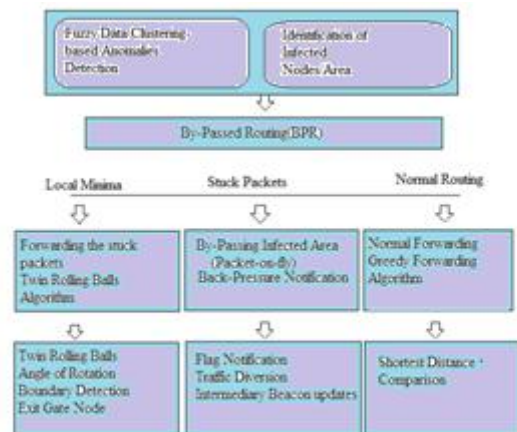 Fuzzy Data Clustering
based Anomalies
Detection
Identification of
Infected
Nodes Area
By-Passed Routing(BPR)
Local Minima
Stuck Packets
Normal Routing
Forwarding the stuck
packets
Twin Rolling Balls
Algorithm
By-Passing Infected Area
(Packet-on-fly)
Back-Pressure Notification
Normal Forwarding
Greedy Forwarding
Algorithm
Twin Rolling Balls
Angle of Rotation
Boundary Detection
Exit Gate Node
Flag Notification
Traffic Diversion
Intermediary Beacon updates
Shortest Distance
Comparison